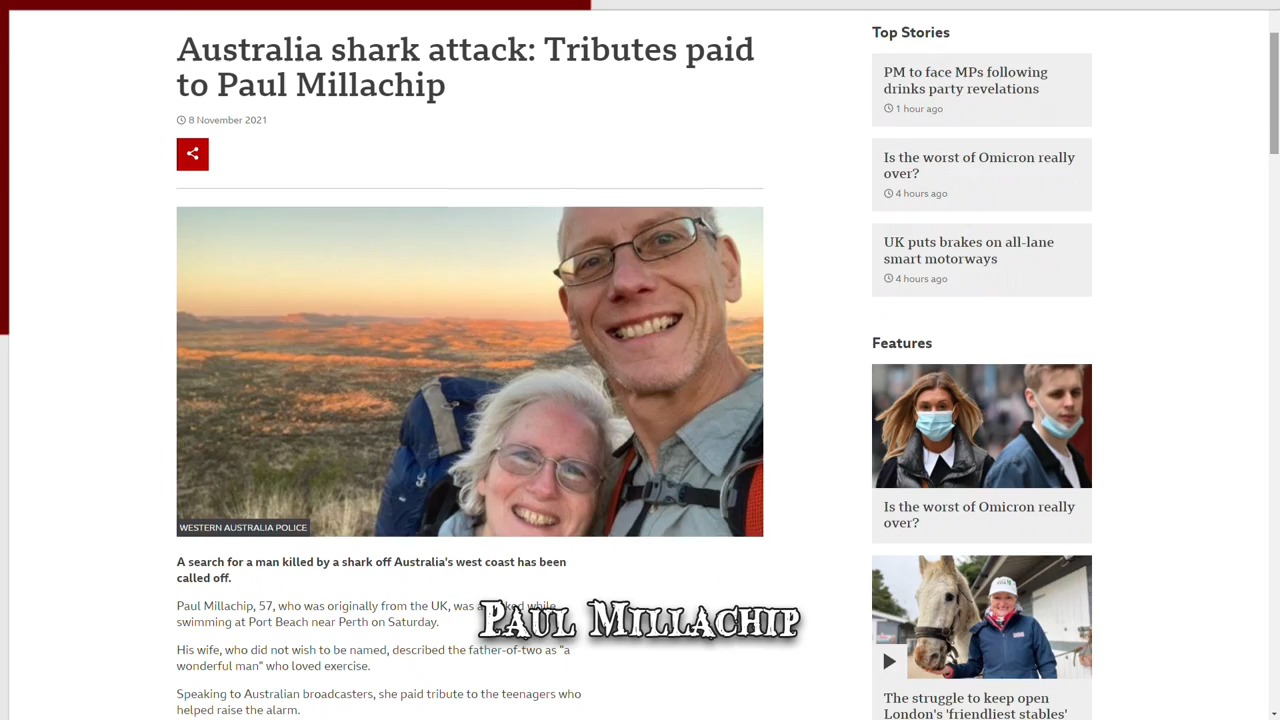 Australia shark attack: Tributes paid
to Paul Millachip
8 November 2021
WESTERN AUSTRALIA POLICE
A search for a man killed by a shark off Australia's west coast has been
called off.
Paul Millachip, 57, who was originally from the UK, was while
swimming at Port Beach near Perth on Saturday.
His wife, who did not wish to be named, described the father-of-two as "a
wonderful man" who loved exercise.
Speaking to Australian broadcasters, she paid tribute to the teenagers who
helped raise the alarm.
Paul Millachip
Top Stories
PM to face MPs following
drinks party revelations
1 hour ago
Is the worst of Omicron really
over?
4 hours ago
UK puts brakes on all-lane
smart motorways
4 hours ago
Features
Is the worst of Omicron really
over?
The struggle to keep open
London's 'friendliest stables'